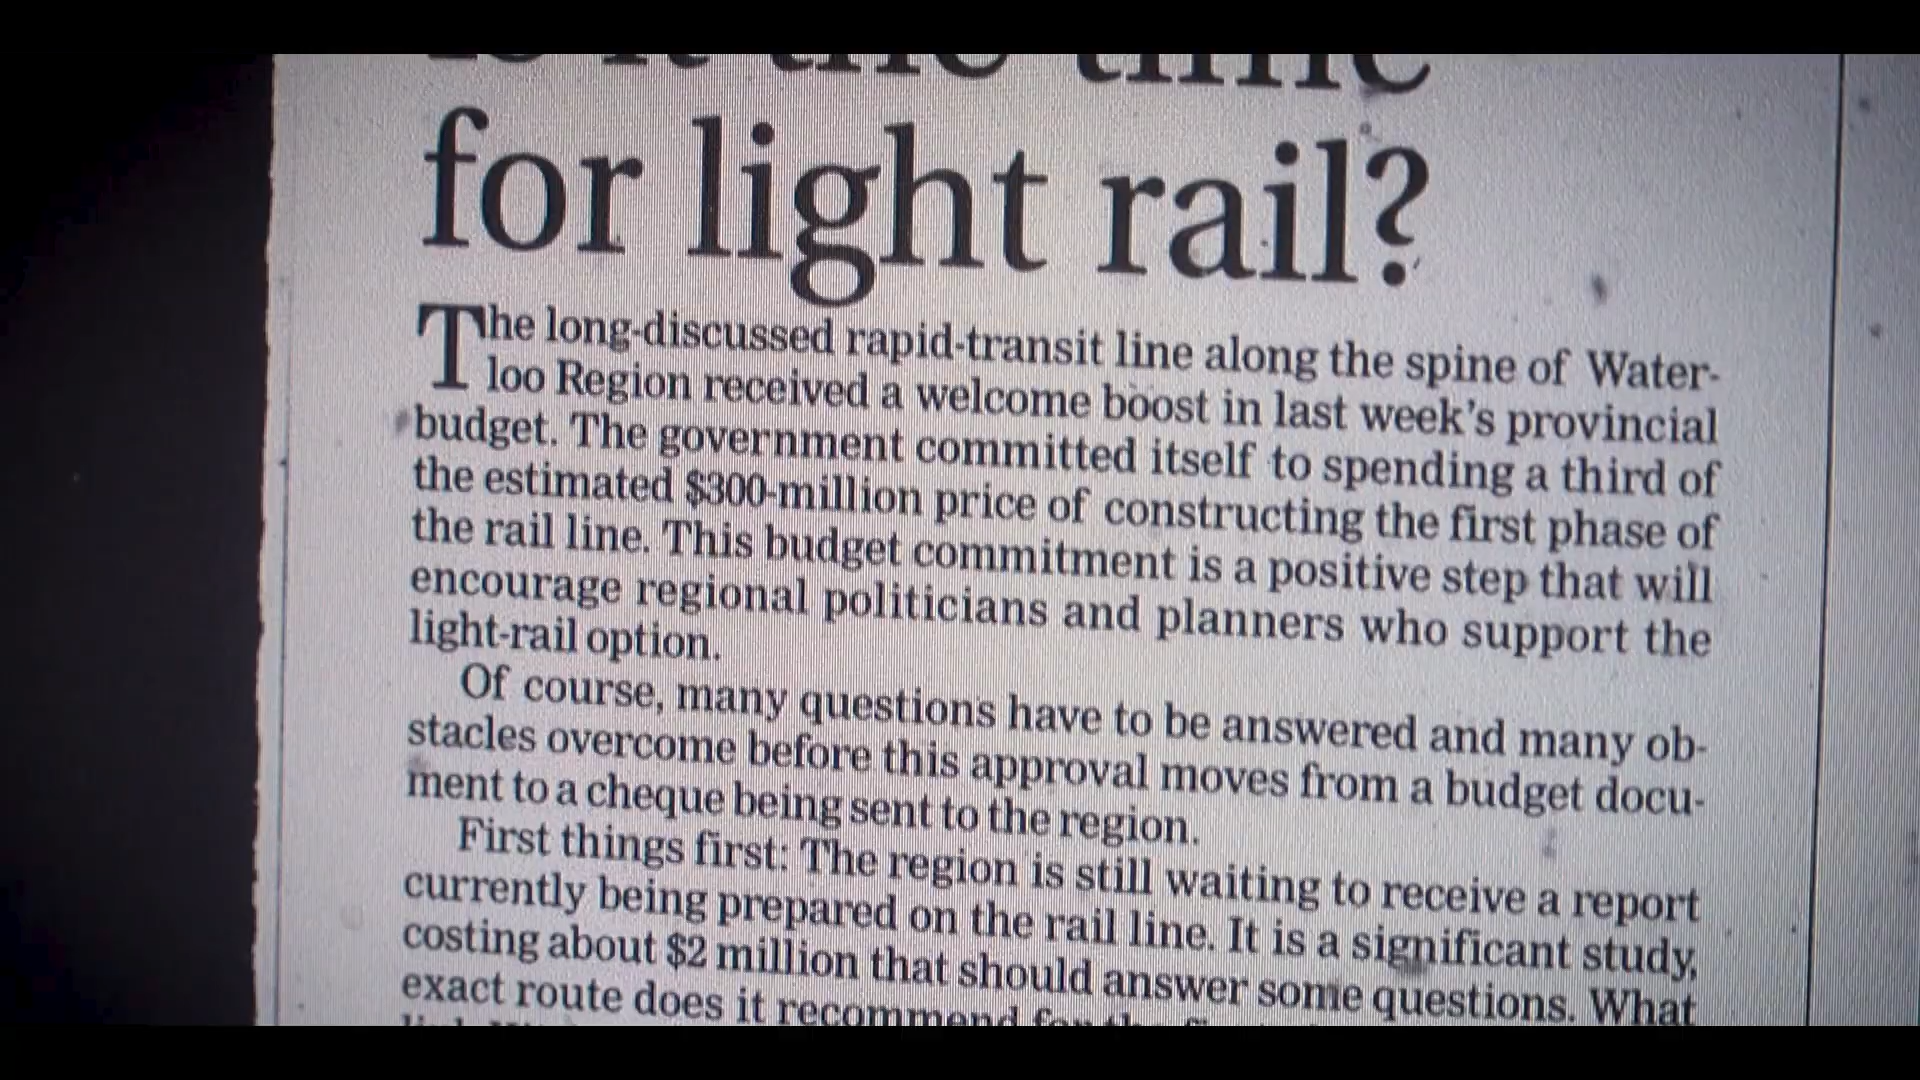 is it the time
for light rail?
The long-discussed rapid-transit line along the spine of Water-
loo Region received a welcome boost in last week's provincial
budget. The government committed itself to spending a third of
the estimated $300-million price of constructing the first phase of
the rail line. This budget commitment is a positive step that will
encourage regional politicians and planners who support the
light-rail option.
Of course, many questions have to be answered and many ob-
stacles overcome before this approval moves from a budget docu-
ment to a cheque being sent to the region.
First things first: The region is still waiting to receive a report
currently being prepared on the rail line. It is a significant study,
costing about $2 million that should answer some questions. What
exact route does it recommend for the